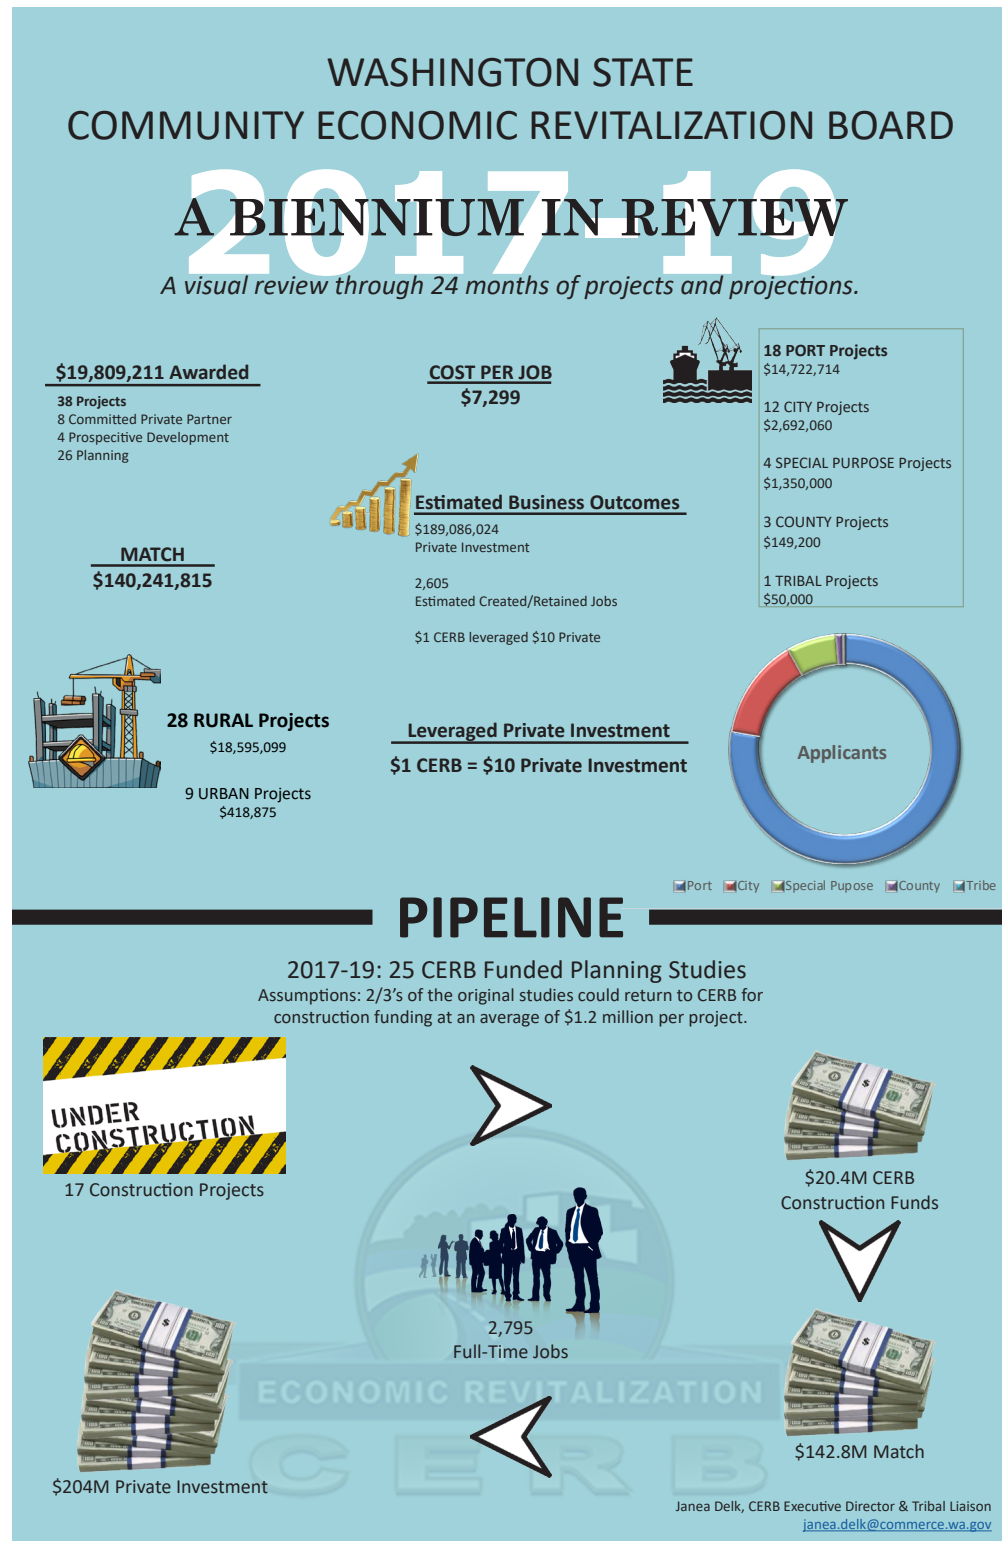 WASHINGTON STATE
COMMUNITY ECONOMIC REVITALIZATION BOARD
2017-19
A BIENNIUM IN REVIEW
A visual review through 24 months of projects and projections.
$19,809,211 Awarded
38 Projects
8 Committed Private Partner
4 Prospecitive Development
26 Planning
COST PER JOB
$7,299
18 PORT Projects
$14,722,714
12 CITY Projects
$2,692,060
4 SPECIAL PURPOSE Projects
$1,350,000
3 COUNTY Projects
$149,200
1 TRIBAL Projects
$50,000
Estimated Business Outcomes
$189,086,024
Private Investment
2,605
Estimated Created/Retained Jobs
$1 CERB leveraged $10 Private
MATCH
$140,241,815
28 RURAL Projects
$18,595,099
9 URBAN Projects
$418,875
Leveraged Private Investment
$1 CERB = $10 Private Investment
Applicants
Port City Special Pupose County Tribe
PIPELINE
2017-19: 25 CERB Funded Planning Studies
Assumptions: 2/3's of the original studies could return to CERB for
construction funding at an average of $1.2 million per project.
UNDER
CONSTRUCTION
17 Construction Projects
$20.4M CERB
Construction Funds
2,795
Full-Time Jobs
ECONOMIC REVITALIZATION
CERB
$142.8M Match
$204M Private Investment
Janea Delk, CERB Executive Director & Tribal Liaison
janea.delk@commerce.wa.gov